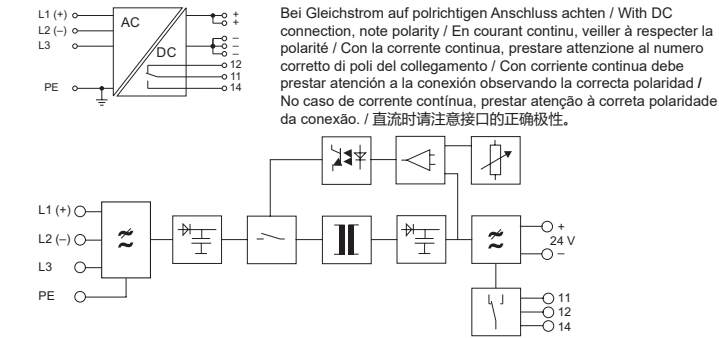 L1 (+)
L2 (–)
L3
PE
AC
DC
+
+
–
–
–
12
11
14
Bei Gleichstrom auf polrichtigen Anschluss achten / With DC
connection, note polarity / En courant continu, veiller à respecter la
polarité / Con la corrente continua, prestare attenzione al numero
corretto di poli del collegamento / Con corriente continua debe
prestar atención a la conexión observando la correcta polaridad /
No caso de corrente contínua, prestar atenção à correta polaridade
da conexão. / 直流时请注意接口的正确极性。
L1 (+)
L2 (–)
L3
PE
+
24 V
–
11
12
14